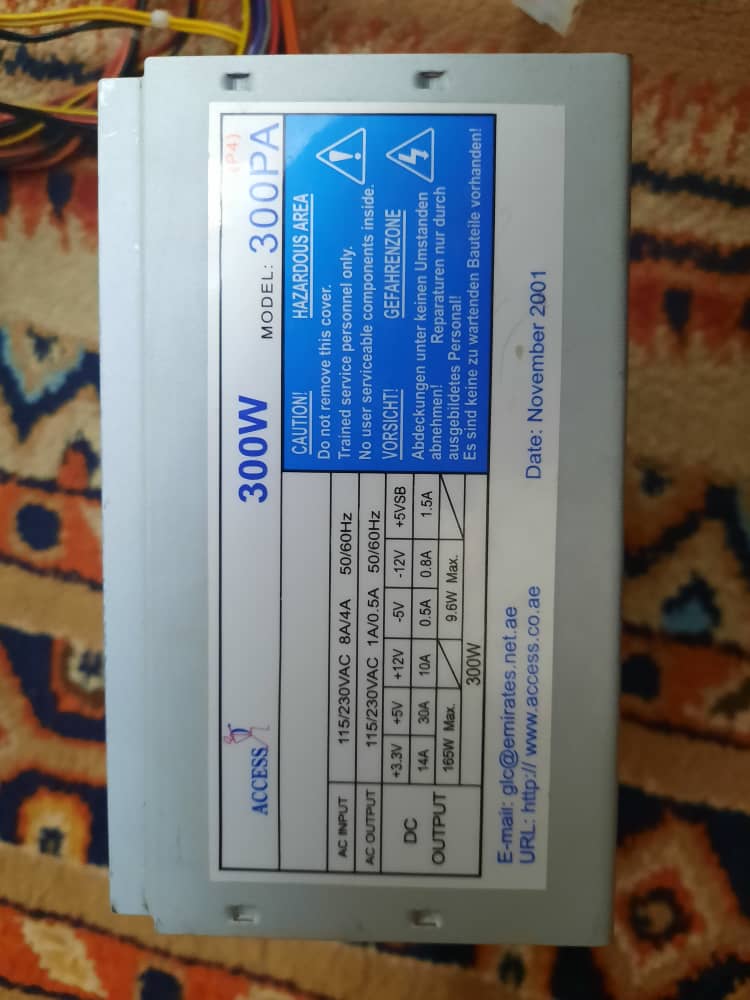 ACCESS
300W
MODEL: 300PA
(P4)
AC INPUT 115/230VAC 8A/4A 50/60Hz
AC OUTPUT 115/230VAC 1A/0.5A 50/60Hz
DC OUTPUT
+3.3V +5V +12V -5V -12V +5VSB
14A 30A 10A 0.5A 0.8A 1.5A
165W Max. 9.6W Max.
300W
CAUTION! HAZARDOUS AREA
Do not remove this cover.
Trained service personnel only.
No user serviceable components inside.
VORSICHT! GEFAHRENZONE
Abdeckungen unter keinen Umstanden
abnehmen! Reparaturen nur durch
ausgebildetes Personal!
Es sind keine zu wartenden Bauteile vorhanden!
E-mail: glc@emirates.net.ae
URL: http:// www.access.co.ae Date: November 2001